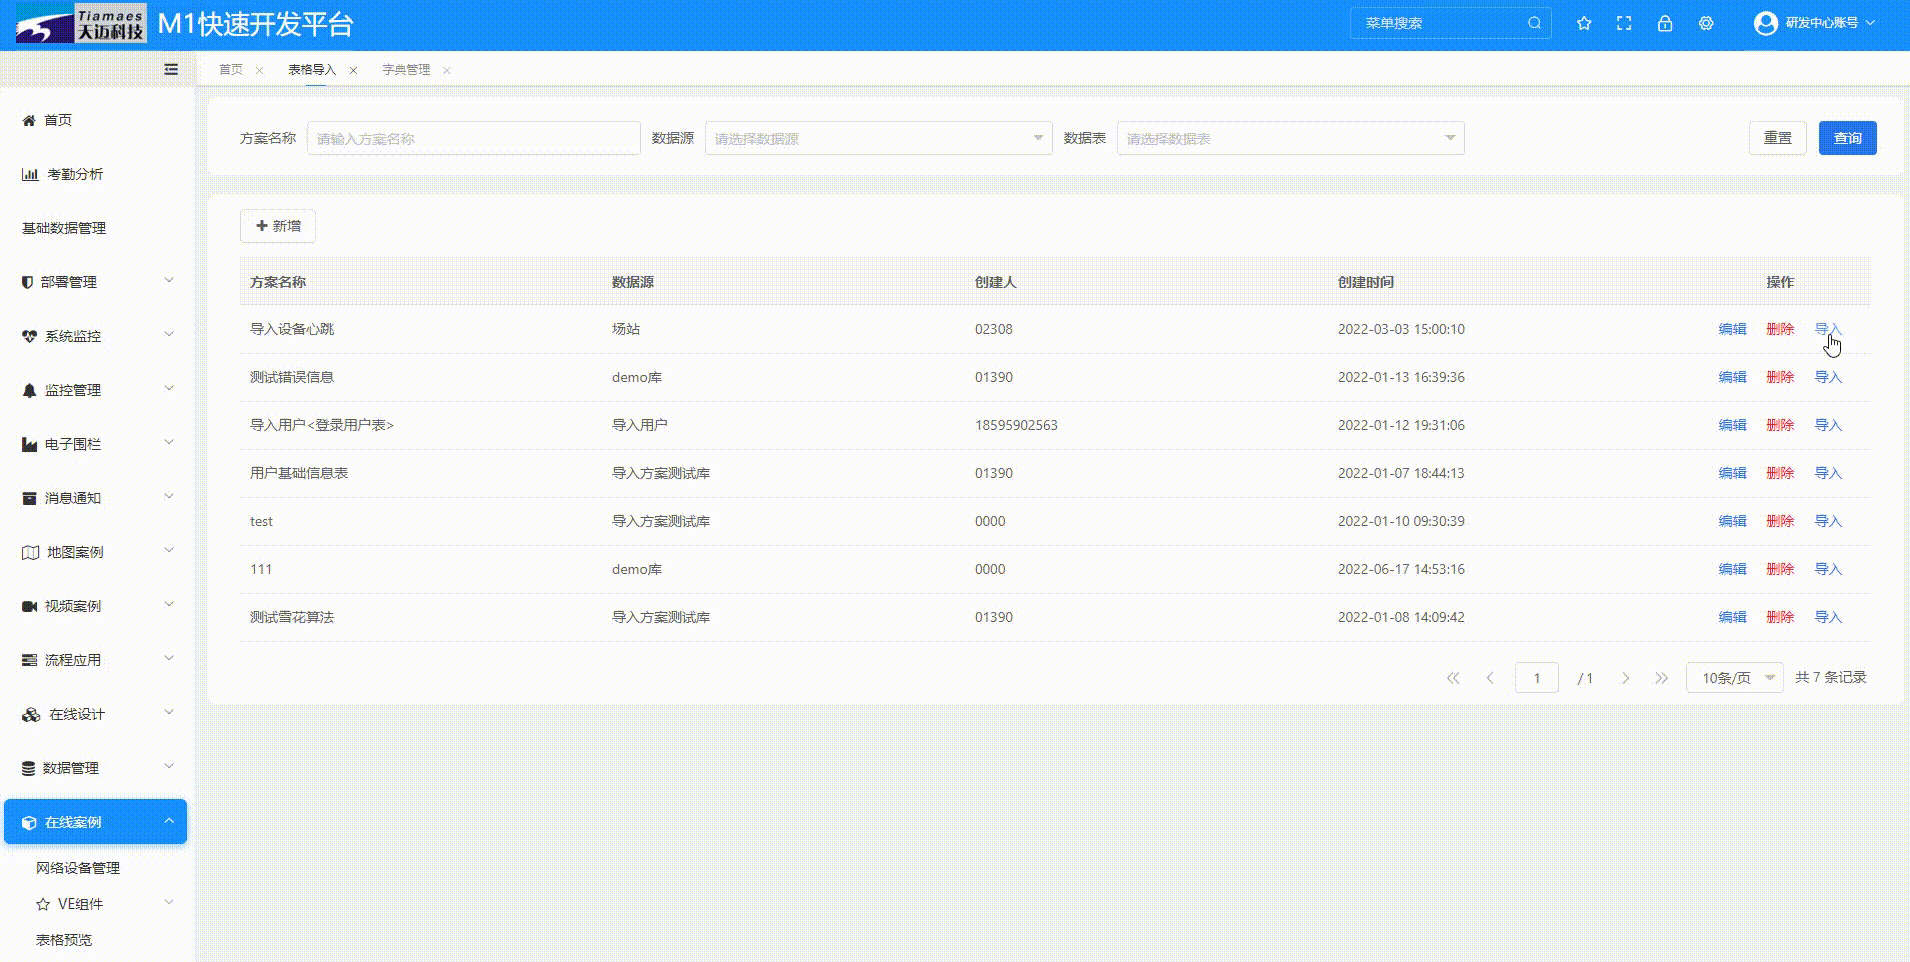 Tiamaes
天迈科技
M1快速开发平台
菜单搜索
研发中心账号
首页
表格导入
字典管理
首页
考勤分析
基础数据管理
部署管理
系统监控
监控管理
电子围栏
消息通知
地图案例
视频案例
流程应用
在线设计
数据管理
在线案例
网络设备管理
VE组件
表格预览
方案名称 请输入方案名称 数据源 请选择数据源 数据表 请选择数据表 重置 查询
新增
方案名称 数据源 创建人 创建时间 操作
导入设备心跳 场站 02308 2022-03-03 15:00:10 编辑 删除 导入
测试错误信息 demo库 01390 2022-01-13 16:39:36 编辑 删除 导入
导入用户<登录用户表> 导入用户 18595902563 2022-01-12 19:31:06 编辑 删除 导入
用户基础信息表 导入方案测试库 01390 2022-01-07 18:44:13 编辑 删除 导入
test 导入方案测试库 0000 2022-01-10 09:30:39 编辑 删除 导入
111 demo库 0000 2022-06-17 14:53:16 编辑 删除 导入
测试雪花算法 导入方案测试库 01390 2022-01-08 14:09:42 编辑 删除 导入
1 / 1 10条/页 共 7 条记录